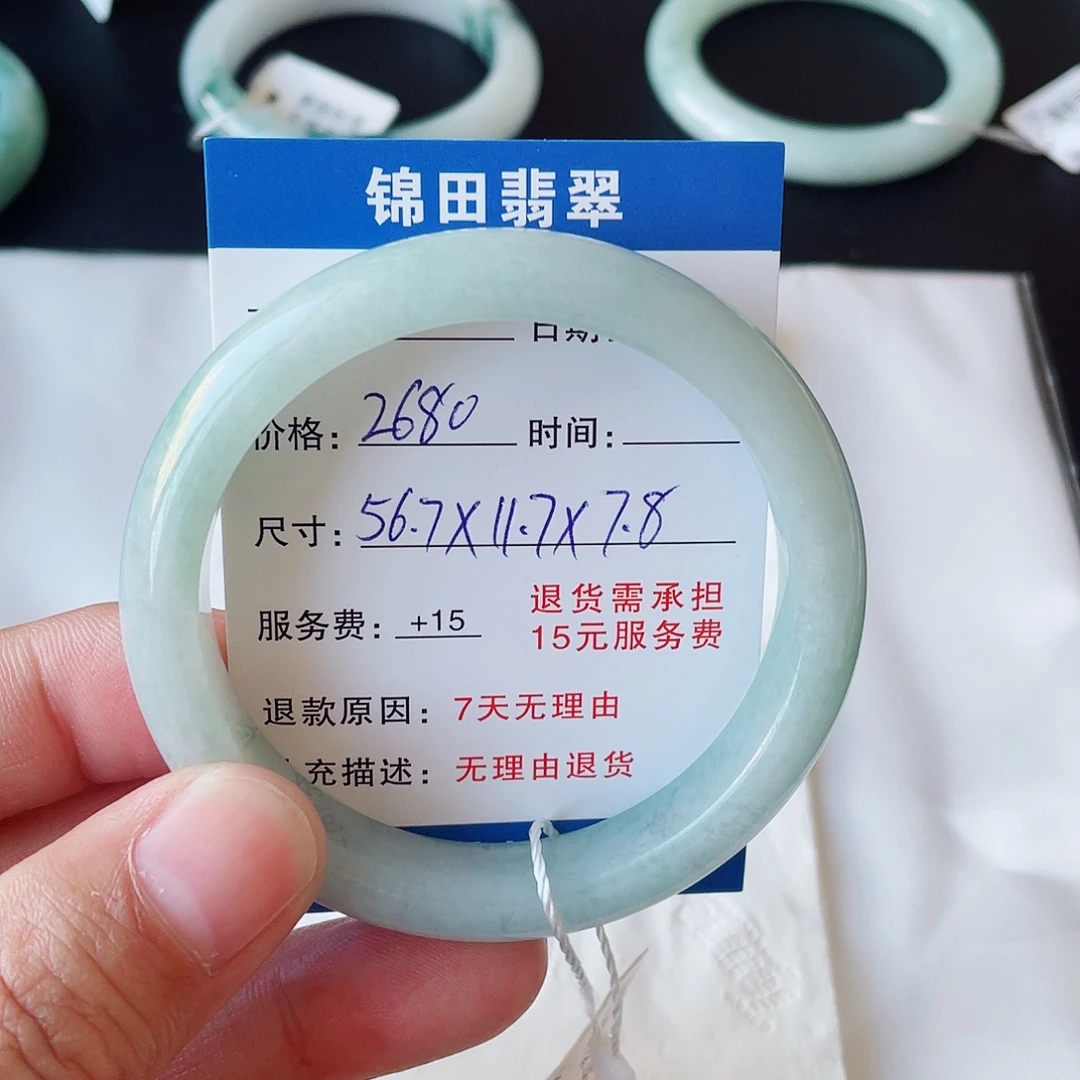 锦田翡翠
日期:
价格: 2680 时间:
尺寸: 56.7X11.7X7.8
服务费: +15 退货需承担
15元服务费
退款原因: 7天无理由
补充描述: 无理由退货